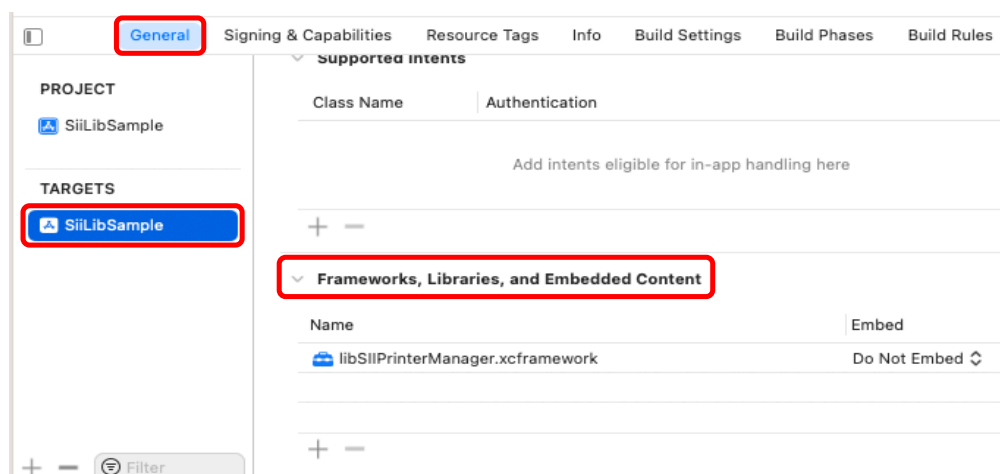 General Signing & Capabilities Resource Tags Info Build Settings Build Phases Build Rules
PROJECT
SiiLibSample
TARGETS
SiiLibSample
Filter
Supported Intents
Class Name Authentication
Add intents eligible for in-app handling here
Frameworks, Libraries, and Embedded Content
Name Embed
libSIIPrinterManager.xcframework Do Not Embed